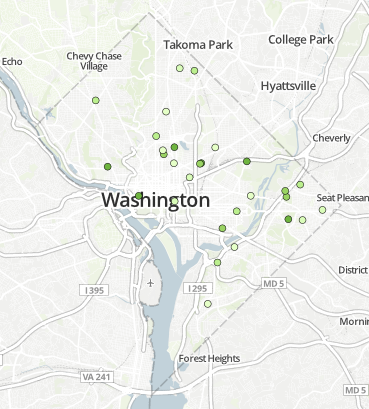 College Park
Takoma Park
Chevy Chase
Village
Echo
Hyattsville
Cheverly
Seat Pleasan
Washington
District
I 395
I 295
MD 5
Mornin
Forest Heights
VA 241
MD 5